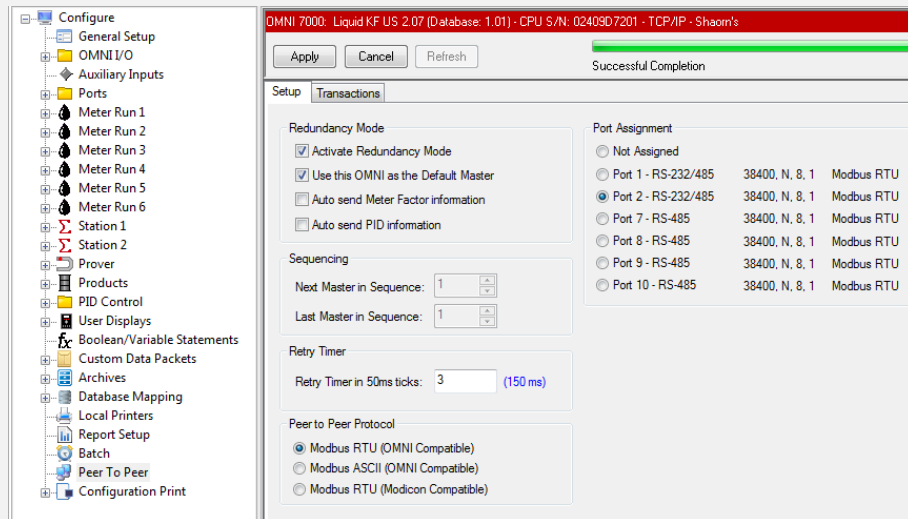 Configure
General Setup
OMNI I/O
Auxiliary Inputs
Ports
Meter Run 1
Meter Run 2
Meter Run 3
Meter Run 4
Meter Run 5
Meter Run 6
Station 1
Station 2
Prover
Products
PID Control
User Displays
Boolean/Variable Statements
Custom Data Packets
Archives
Database Mapping
Local Printers
Report Setup
Batch
Peer To Peer
Configuration Print
OMNI 7000: Liquid KF US 2.07 (Database: 1.01) - CPU S/N: 02409D7201 - TCP/IP - Shaorn's
Apply Cancel Refresh
Successful Completion
Setup Transactions
Redundancy Mode
Activate Redundancy Mode
Use this OMNI as the Default Master
Auto send Meter Factor information
Auto send PID information
Sequencing
Next Master in Sequence: 1
Last Master in Sequence: 1
Retry Timer
Retry Timer in 50ms ticks: 3 (150 ms)
Peer to Peer Protocol
Modbus RTU (OMNI Compatible)
Modbus ASCII (OMNI Compatible)
Modbus RTU (Modicon Compatible)
Port Assignment
Not Assigned
Port 1 - RS-232/485 38400, N, 8, 1 Modbus RTU
Port 2 - RS-232/485 38400, N, 8, 1 Modbus RTU
Port 7 - RS-485 38400, N, 8, 1 Modbus RTU
Port 8 - RS-485 38400, N, 8, 1 Modbus RTU
Port 9 - RS-485 38400, N, 8, 1 Modbus RTU
Port 10 - RS-485 38400, N, 8, 1 Modbus RTU